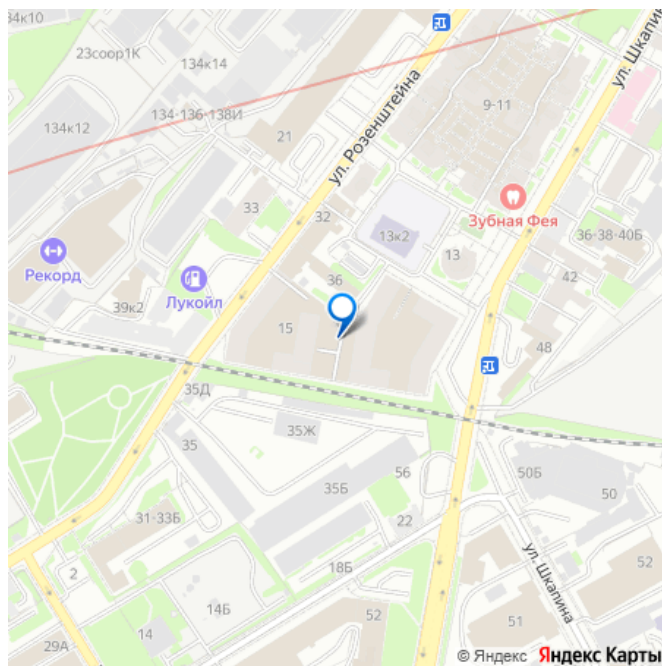 134к10
23соор1К
134к14
ул. Шкапина
134-136-138И
9-11
134к12
21
ул. Розенштейна
Зубная Фея
33
32
13к2
36-38-40Б
Рекорд
13
Лукойл
36
42
39к2
15
48
35Д
35
35Ж
56
50Б
35Б
50
31-33Б
22
ул. Шкапина
2
18Б
52
14Б
14
52
51
29А
© Яндекс Яндекс Карты